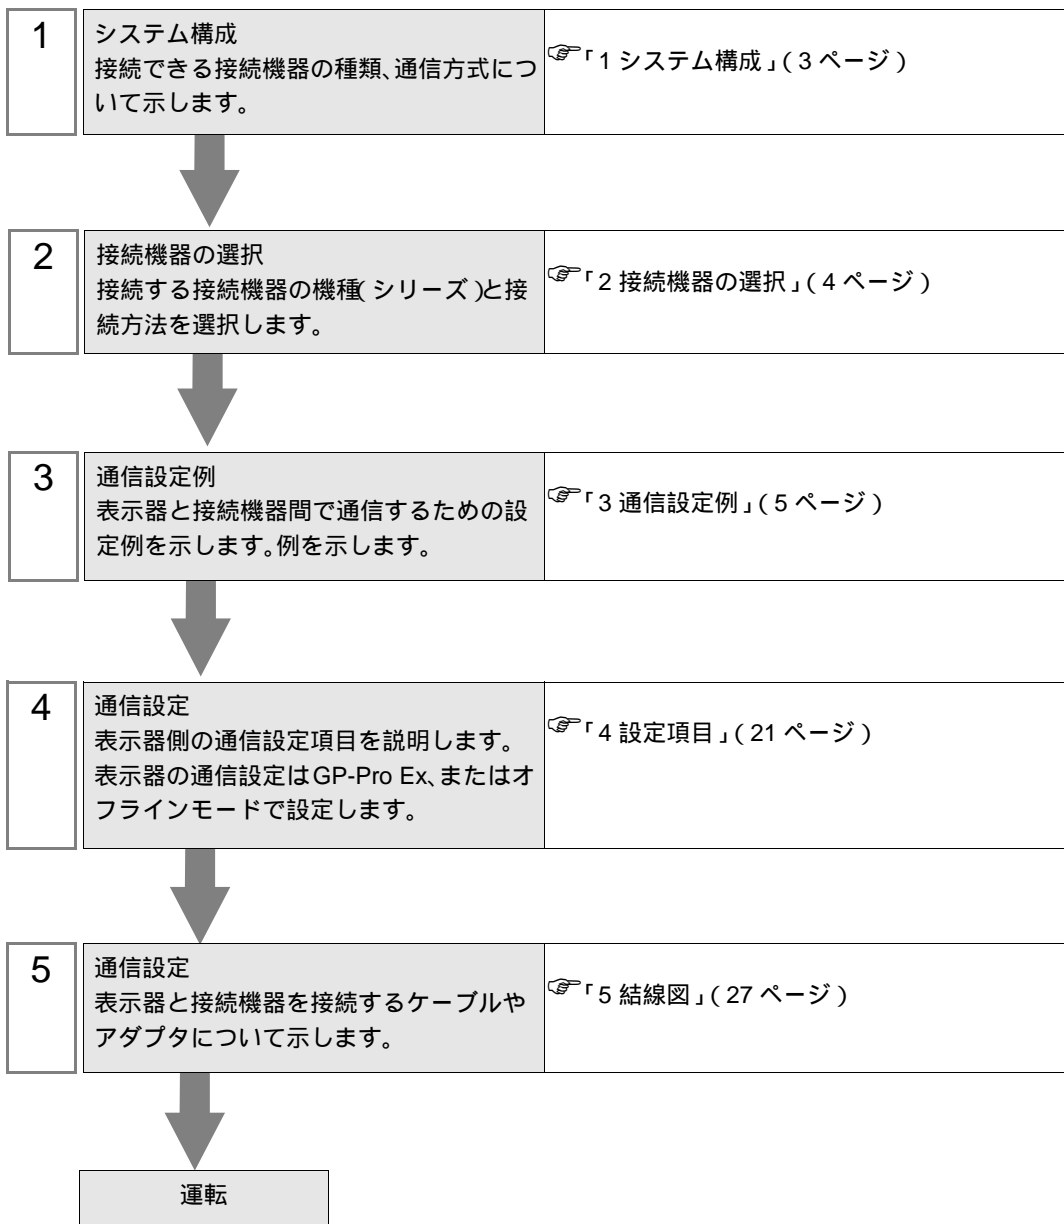 1
システム構成
接続できる接続機器の種類、通信方式につ
いて示します。
「1 システム構成」( 3 ページ )
2
接続機器の選択
接続する接続機器の機種( シリーズ )と接
続方法を選択します。
「2 接続機器の選択」( 4 ページ )
3
通信設定例
表示器と接続機器間で通信するための設
定例を示します。例を示します。
「3 通信設定例」( 5 ページ )
4
通信設定
表示器側の通信設定項目を説明します。
表示器の通信設定はGP-Pro Ex、またはオ
フラインモードで設定します。
「4 設定項目」( 21 ページ )
5
通信設定
表示器と接続機器を接続するケーブルや
アダプタについて示します。
「5 結線図」( 27 ページ )
運転